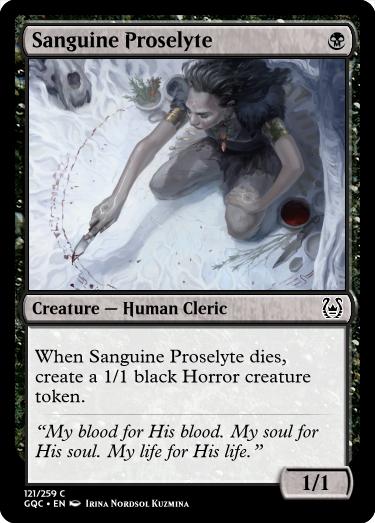 Sanguine Proselyte
Creature — Human Cleric
When Sanguine Proselyte dies,
create a 1/1 black Horror creature
token.
“My blood for His blood. My soul for
His soul. My life for His life.”
1/1
121/259 C
GQC • EN Irina Nordsol Kuzmina